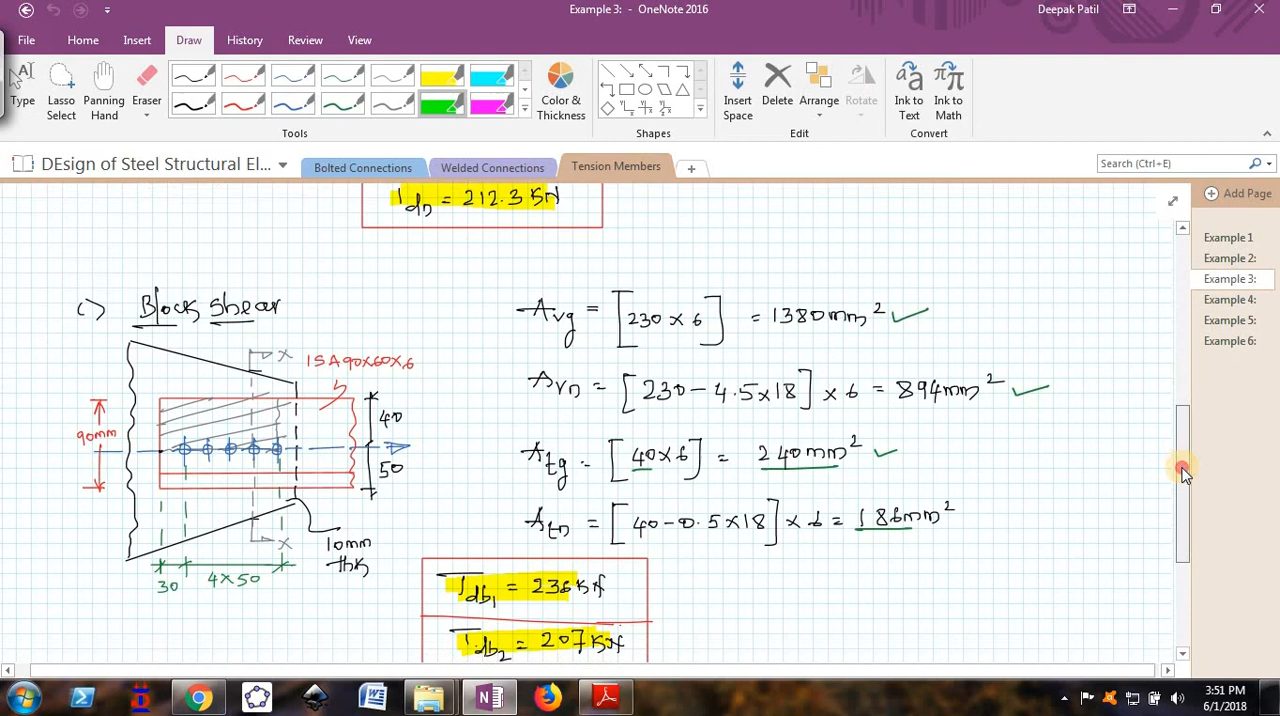 Example 3: - OneNote 2016
Deepak Patil
File Home Insert Draw History Review View
Type
Lasso Select
Panning Hand
Eraser
Color & Thickness
Insert Space
Delete
Arrange
Rotate
Ink to Text
Ink to Math
Tools
Shapes
Edit
Convert
DEsign of Steel Structural El...
Bolted Connections
Welded Connections
Tension Members
Search (Ctrl+E)
Add Page
Example 1
Example 2:
Example 3:
Example 4:
Example 5:
Example 6:
Tdn = 212.3 KN
c) Block Shear
Avg = [230 x 6] = 1380mm²
Avn = [230 - 4.5x18] x 6 = 894mm²
Atg = [40x6] = 240mm²
Atn = [40-0.5x18] x 6 = 186mm²
x
ISA90x60x6
90mm
40
50
x
10mm
thk
30
4x50
Tdb1 = 236 KN
Tdb2 = 207 KN
3:51 PM
6/1/2018